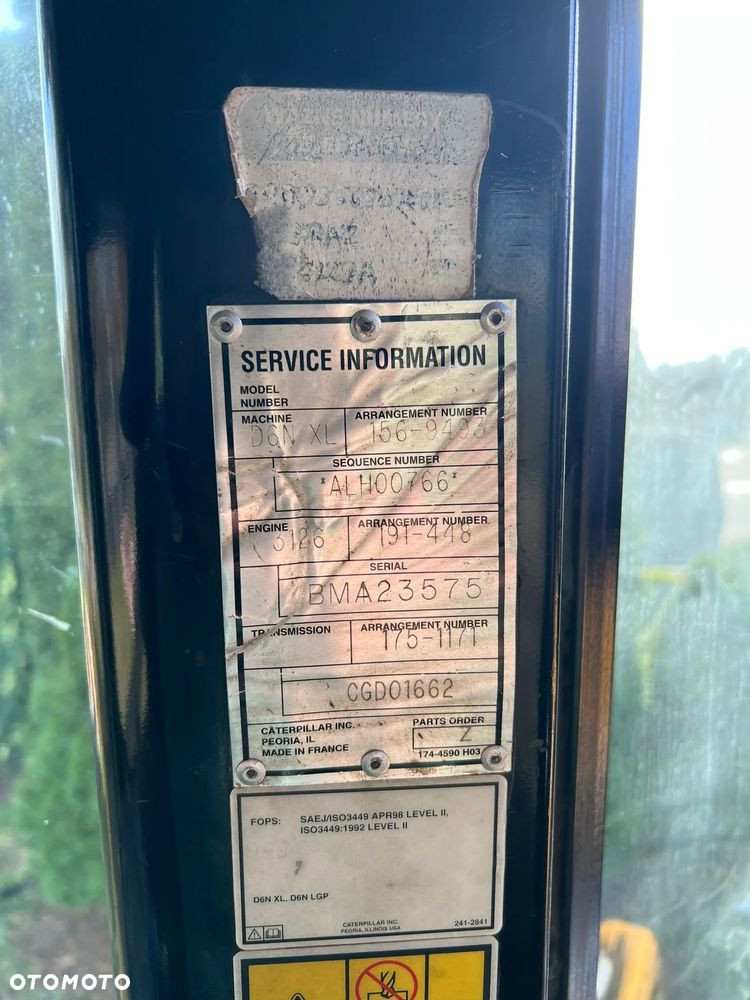 SERVICE INFORMATION
MODEL
NUMBER
MACHINE ARRANGEMENT NUMBER
D6N XL 156-9493
SEQUENCE NUMBER
*ALH00766*
ENGINE ARRANGEMENT NUMBER
3126 191-448
SERIAL
BMA23575
TRANSMISSION ARRANGEMENT NUMBER
175-1171
CGD01662
CATERPILLAR INC. PARTS ORDER
PEORIA, IL Z
MADE IN FRANCE 174-4590 H03
FOPS: SAEJ/ISO3449 APR98 LEVEL II,
ISO3449:1992 LEVEL II
D6N XL, D6N LGP
CATERPILLAR INC. 241-2841
PEORIA, ILLINOIS USA
OTOMOTO